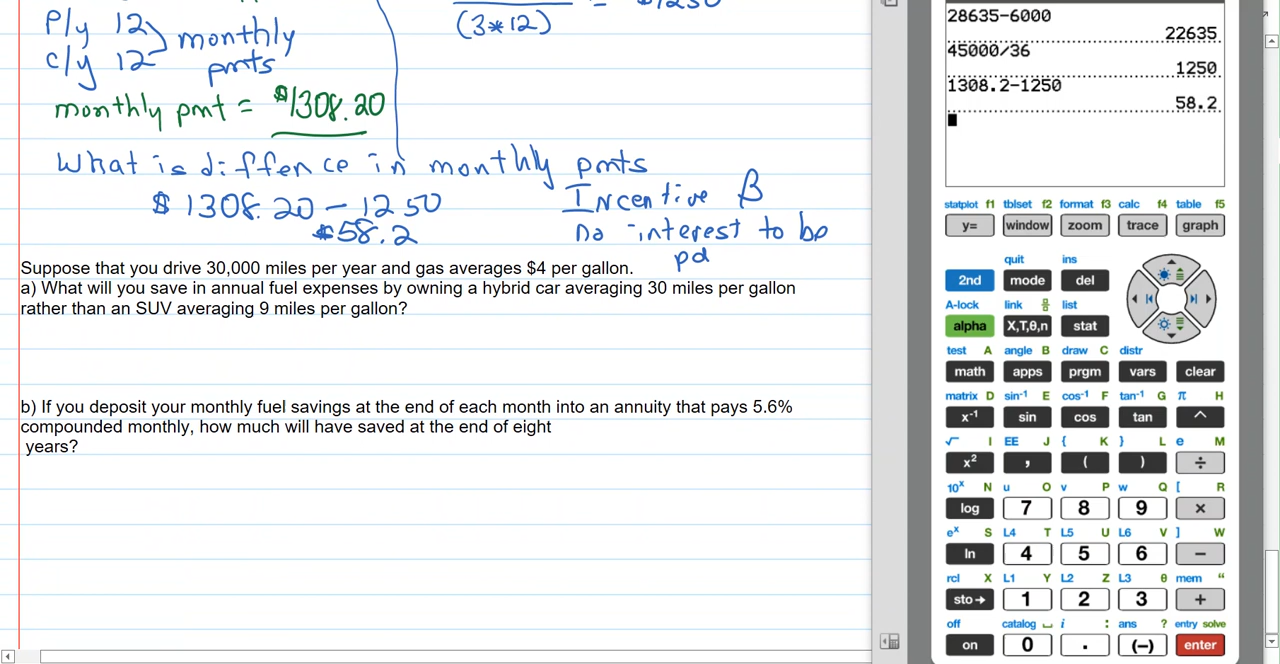 P/y 12
c/y 12
monthly
pmts
(3*12)
monthly pmt = $1308.20
What is diffence in monthly pmts
$1308.20 - 1250
$58.2
Incentive B
no interest to be
pd
Suppose that you drive 30,000 miles per year and gas averages $4 per gallon.
a) What will you save in annual fuel expenses by owning a hybrid car averaging 30 miles per gallon
rather than an SUV averaging 9 miles per gallon?
b) If you deposit your monthly fuel savings at the end of each month into an annuity that pays 5.6%
compounded monthly, how much will have saved at the end of eight
years?
28635-6000
22635
45000/36
1250
1308.2-1250
58.2
statplot f1 tblset f2 format f3 calc f4 table f5
y= window zoom trace graph
quit ins
2nd mode del
A-lock link list
alpha X,T,θ,n stat
test A angle B draw C distr
math apps prgm vars clear
matrix D sin⁻¹ E cos⁻¹ F tan⁻¹ G π H
x⁻¹ sin cos tan ^
√ I EE J { K } L e M
x² , ( ) ÷
10ˣ N u O v P w Q [ R
log 7 8 9 ×
eˣ S L4 T L5 U L6 V ] W
ln 4 5 6 −
rcl X L1 Y L2 Z L3 θ mem “
sto→ 1 2 3 +
off catalog ⎵ i : ans ? entry solve
on 0 . (−) enter